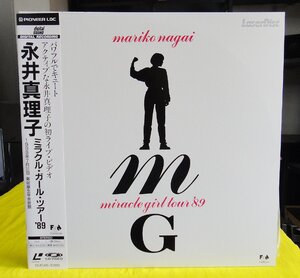 PIONEER LDC
digital SOUND
DIGITAL RECORDING
パワフルでキュート
アクティブな永井真理子の初ライブ・ビデオ
永井真理子
ミラクル・ガール・ツアー
'89
mariko nagai
LaserDisc
m
miracle girl tour '89
G